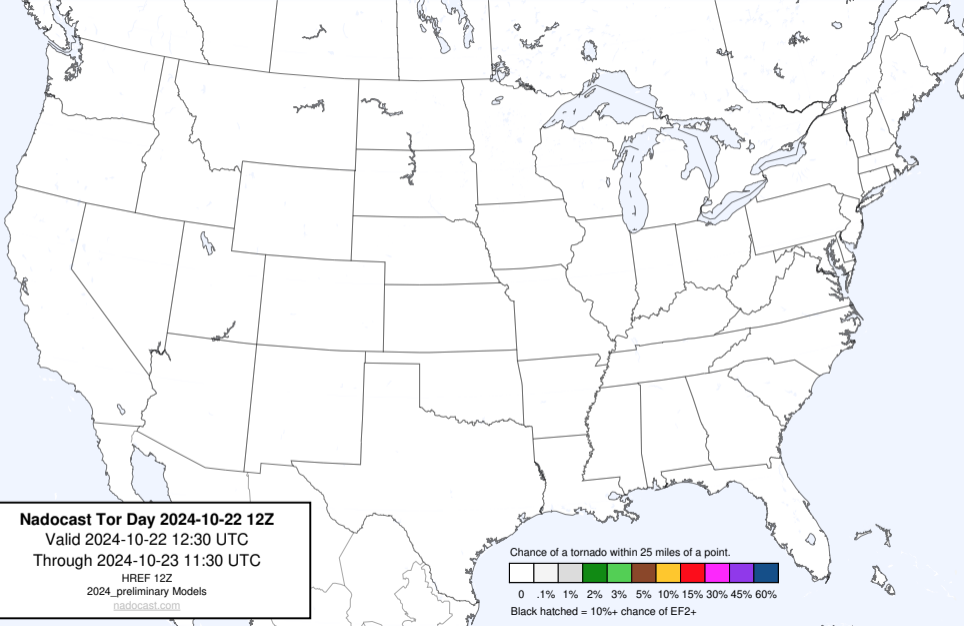 Nadocast Tor Day 2024-10-22 12Z
Valid 2024-10-22 12:30 UTC
Through 2024-10-23 11:30 UTC
HREF 12Z
2024_preliminary Models
nadocast.com
Chance of a tornado within 25 miles of a point.
0 .1% 1% 2% 3% 5% 10% 15% 30% 45% 60%
Black hatched = 10%+ chance of EF2+